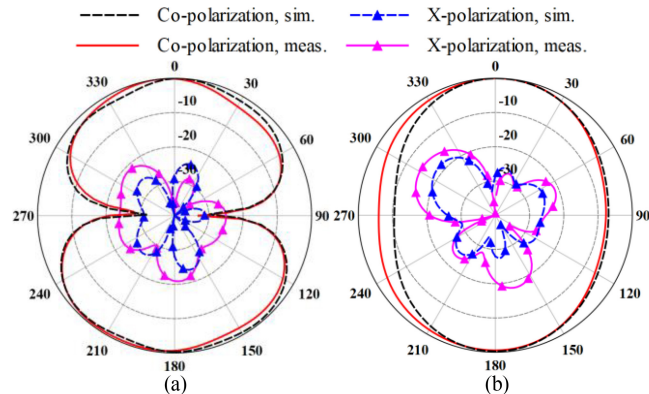 Co-polarization, sim. X-polarization, sim.
Co-polarization, meas. X-polarization, meas.
0 0
330 30 330 30
-10 -10
300 60 300 60
-20 -20
-30 -30
270 90 270 90
240 120 240 120
210 150 210 150
180 180
(a) (b)